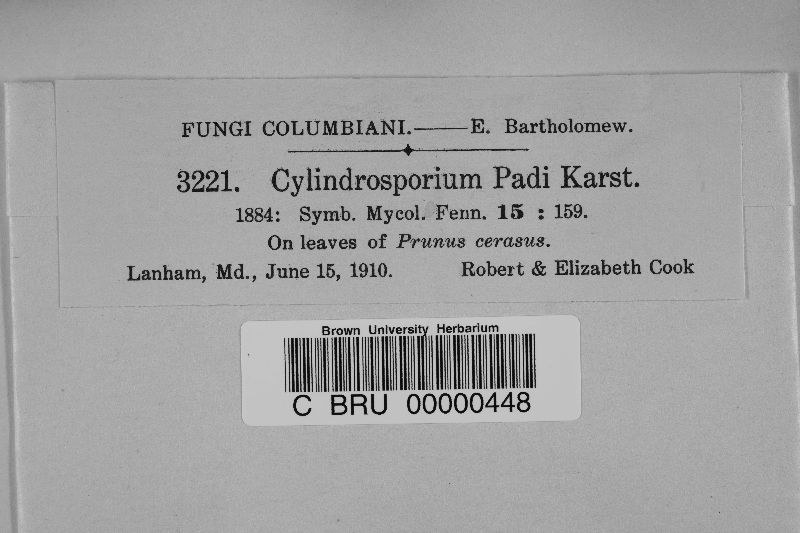 FUNGI COLUMBIANI.——E. Bartholomew.
3221. Cylindrosporium Padi Karst.
1884: Symb. Mycol. Fenn. 15 : 159.
On leaves of Prunus cerasus.
Lanham, Md., June 15, 1910. Robert & Elizabeth Cook
Brown University Herbarium
C BRU 00000448